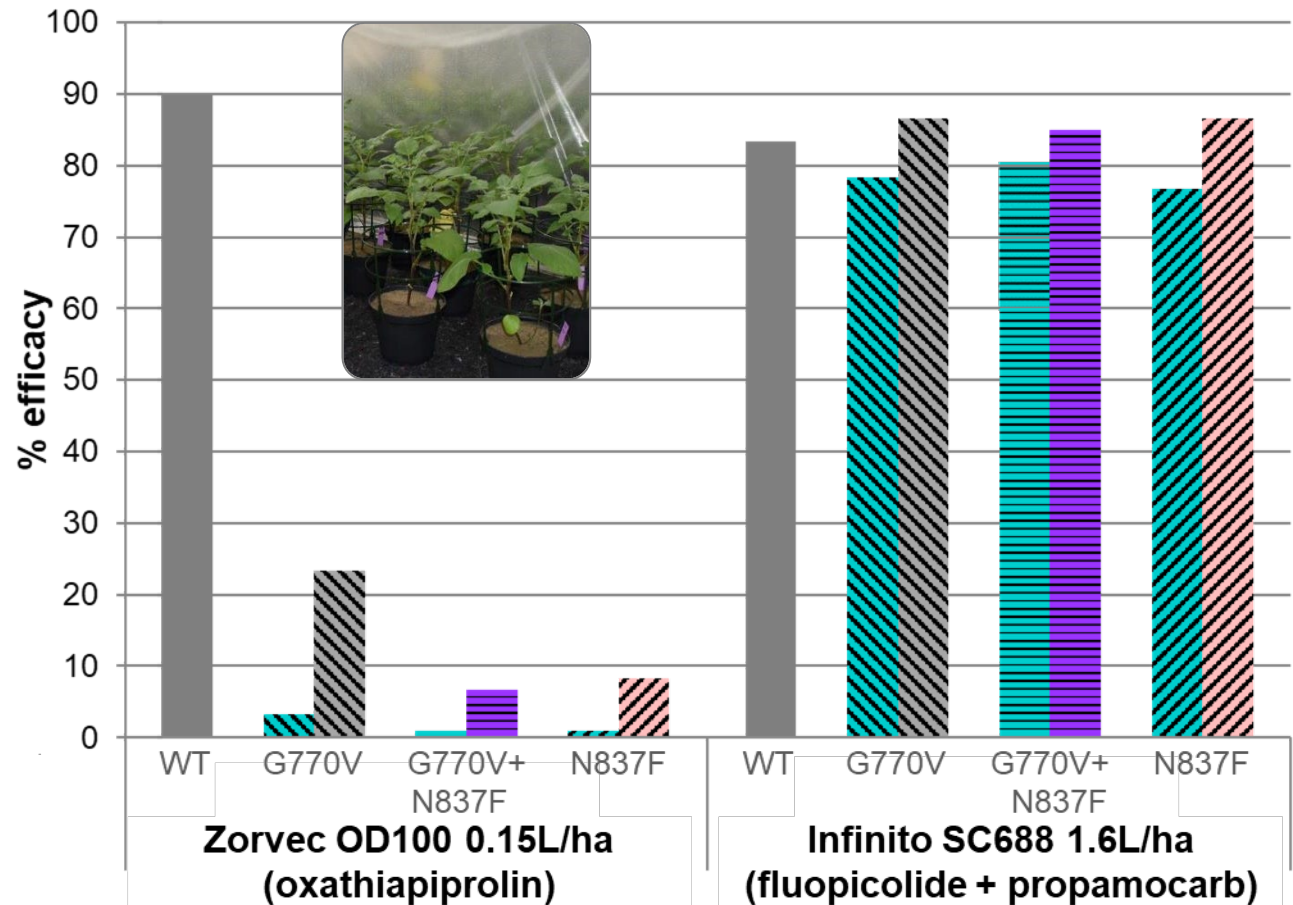 100
90
80
70
60
50
40
30
20
10
0
% efficacy
WT G770V G770V+ N837F WT G770V G770V+ N837F
N837F N837F
Zorvec OD100 0.15L/ha
(oxathiapiprolin)
Infinito SC688 1.6L/ha
(fluopicolide + propamocarb)